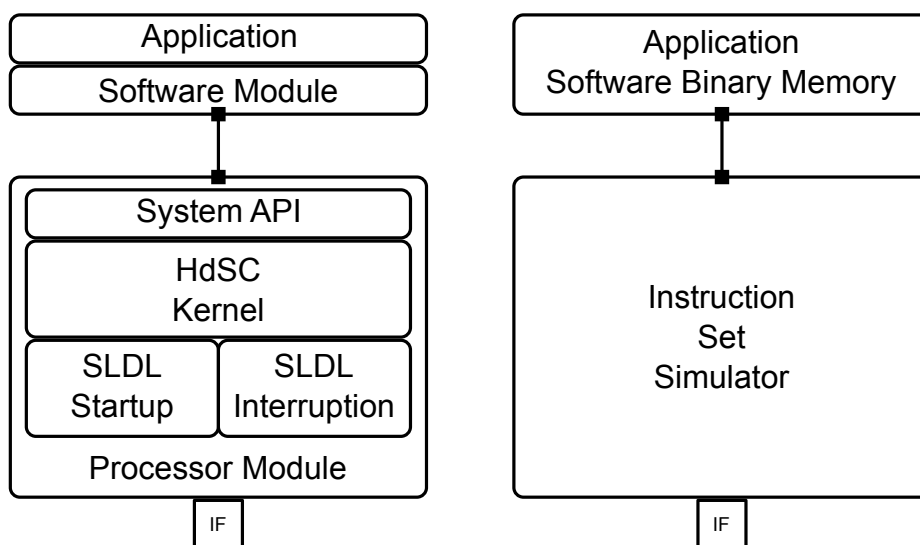 Application
Software Module
System API
HdSC
Kernel
SLDL
Startup
SLDL
Interruption
Processor Module
IF
Application
Software Binary Memory
Instruction
Set
Simulator
IF